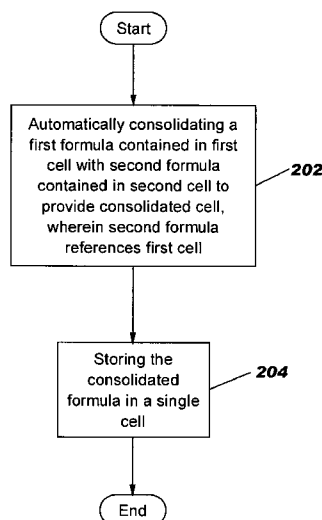 Start
Automatically consolidating a
first formula contained in first
cell with second formula
contained in second cell to
provide consolidated cell,
wherein second formula
references first cell
202
Storing the
consolidated
formula in a single
cell
204
End